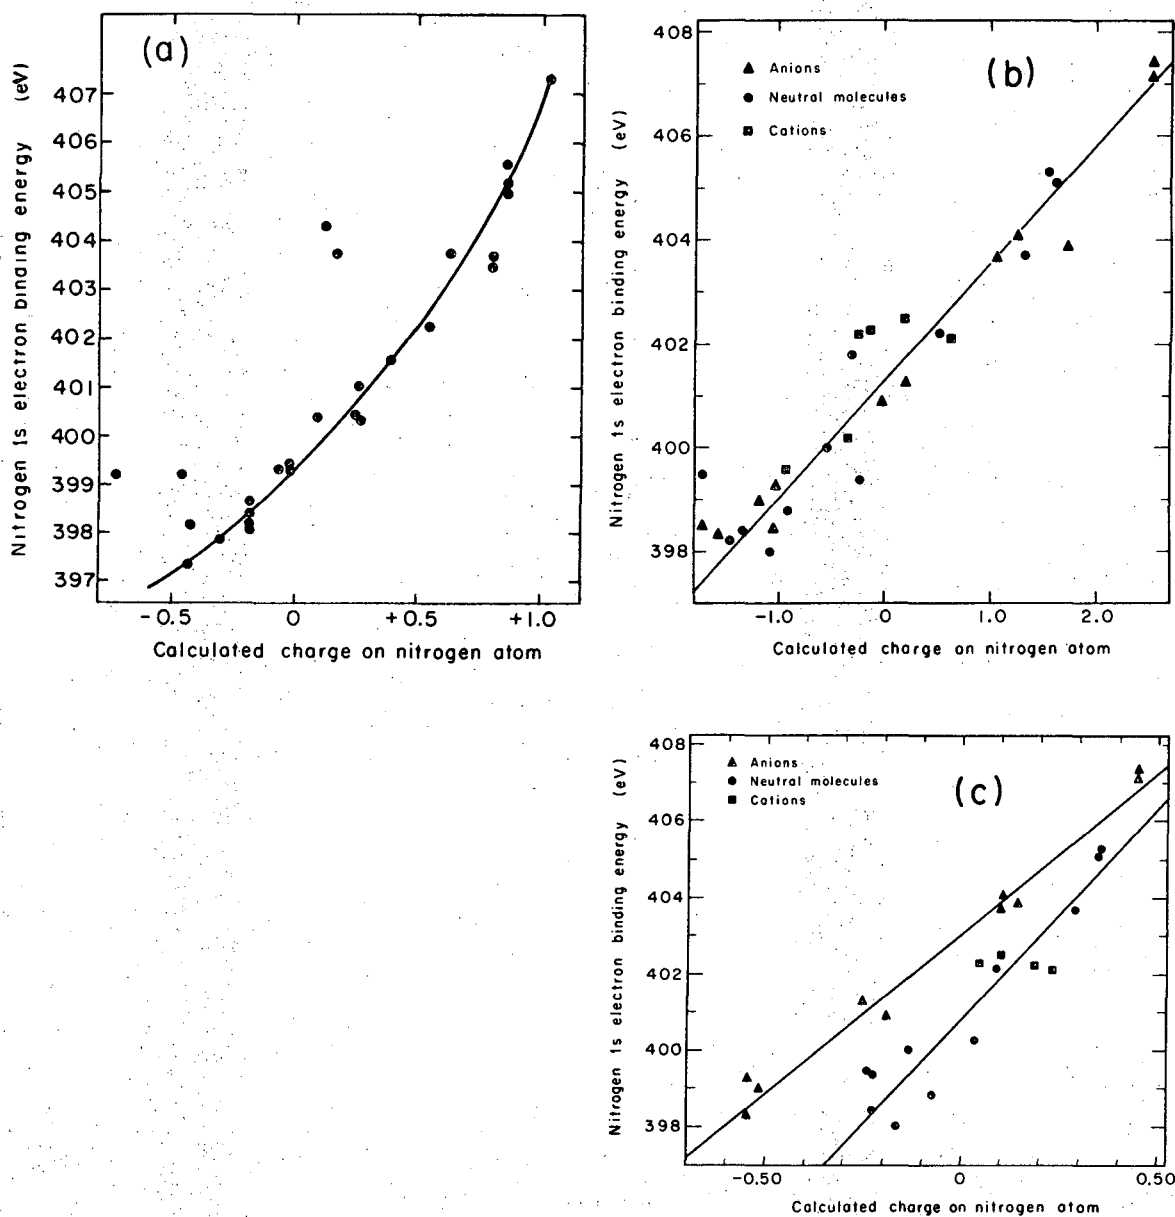 (a)
Nitrogen 1s electron binding energy (eV)
407
406
405
404
403
402
401
400
399
398
397
-0.5 0 +0.5 +1.0
Calculated charge on nitrogen atom
(b)
Anions
Neutral molecules
Cations
Nitrogen 1s electron binding energy (eV)
408
406
404
402
400
398
-1.0 .0 1.0 2.0
Calculated charge on nitrogen atom
(c)
Anions
Neutral molecules
Cations
Nitrogen 1s electron binding energy (eV)
408
406
404
402
400
398
-0.50 0 0.50
Calculated charge on nitrogen atom